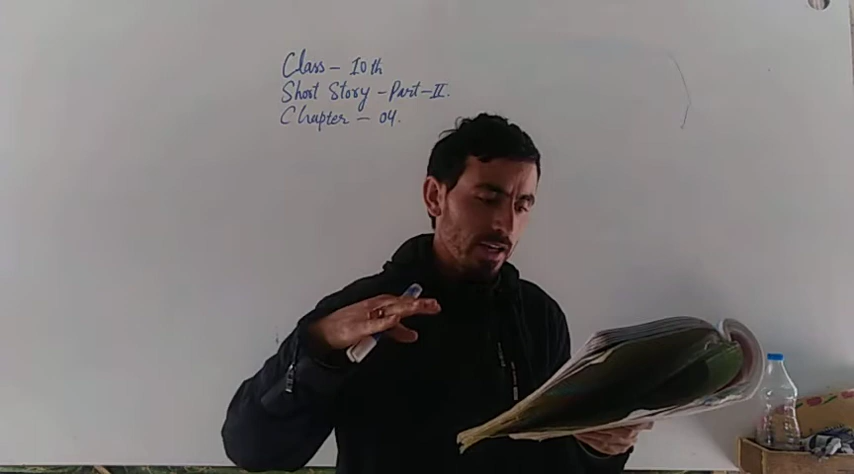 Class - 10th
Short Story - Part - II.
Chapter - 04.